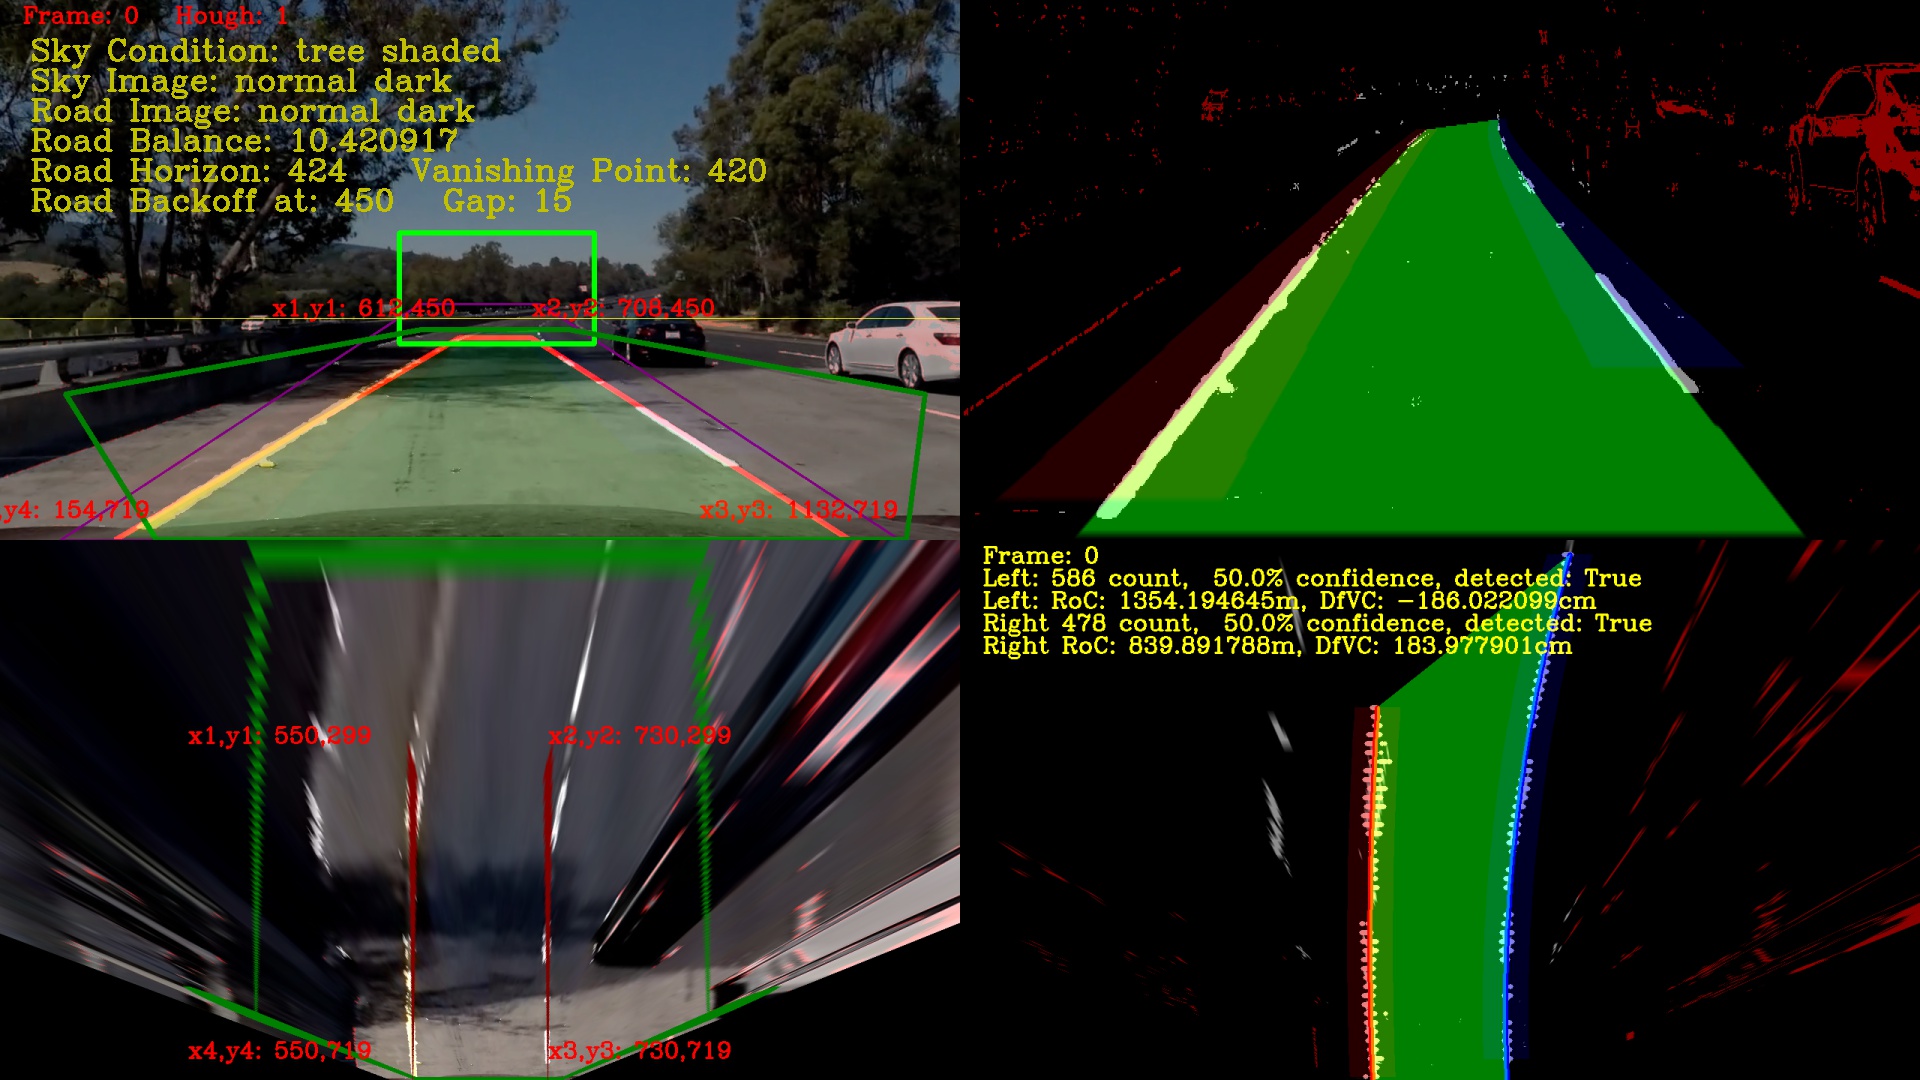 Frame: 0   Hough: 1
Sky Condition: tree shaded
Sky Image: normal dark
Road Image: normal dark
Road Balance: 10.420917
Road Horizon: 424   Vanishing Point: 420
Road Backoff at: 450   Gap: 15
x1,y1: 612,450
x2,y2: 708,450
,y4: 154,719
x3,y3: 1132,719
x1,y1: 550,299
x2,y2: 730,299
x4,y4: 550,719
x3,y3: 730,719
Frame: 0
Left: 586 count,  50.0% confidence, detected: True
Left: RoC: 1354.194645m, DfVC: -186.022099cm
Right 478 count,  50.0% confidence, detected: True
Right RoC: 839.891788m, DfVC: 183.977901cm